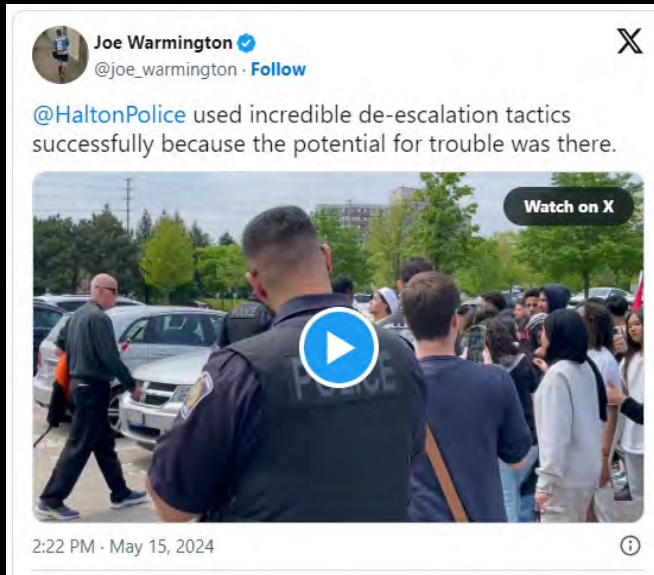 Joe Warmington
@joe_warmington · Follow
@HaltonPolice used incredible de-escalation tactics
successfully because the potential for trouble was there.
Watch on X
POLICE
2:22 PM · May 15, 2024